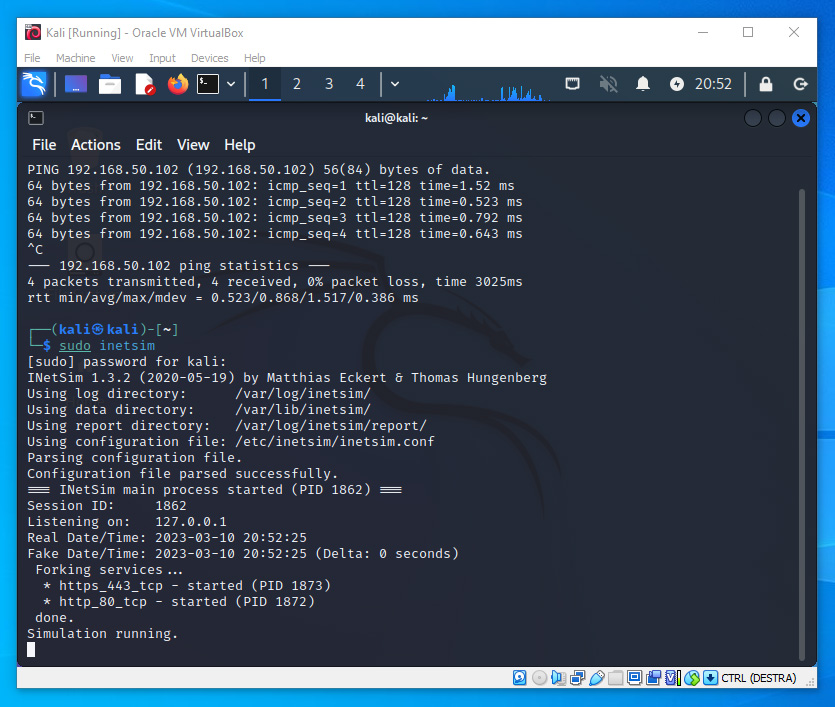 Kali [Running] - Oracle VM VirtualBox
File Machine View Input Devices Help
1 2 3 4 20:52
kali@kali: ~
File Actions Edit View Help
PING 192.168.50.102 (192.168.50.102) 56(84) bytes of data.
64 bytes from 192.168.50.102: icmp_seq=1 ttl=128 time=1.52 ms
64 bytes from 192.168.50.102: icmp_seq=2 ttl=128 time=0.523 ms
64 bytes from 192.168.50.102: icmp_seq=3 ttl=128 time=0.792 ms
64 bytes from 192.168.50.102: icmp_seq=4 ttl=128 time=0.643 ms
^C
--- 192.168.50.102 ping statistics ---
4 packets transmitted, 4 received, 0% packet loss, time 3025ms
rtt min/avg/max/mdev = 0.523/0.868/1.517/0.386 ms
┌──(kali㉿kali)-[~]
└─$ sudo inetsim
[sudo] password for kali:
INetSim 1.3.2 (2020-05-19) by Matthias Eckert & Thomas Hungenberg
Using log directory: /var/log/inetsim/
Using data directory: /var/lib/inetsim/
Using report directory: /var/log/inetsim/report/
Using configuration file: /etc/inetsim/inetsim.conf
Parsing configuration file.
Configuration file parsed successfully.
=== INetSim main process started (PID 1862) ===
Session ID: 1862
Listening on: 127.0.0.1
Real Date/Time: 2023-03-10 20:52:25
Fake Date/Time: 2023-03-10 20:52:25 (Delta: 0 seconds)
Forking services...
* https_443_tcp - started (PID 1873)
* http_80_tcp - started (PID 1872)
done.
Simulation running.
CTRL (DESTRA)